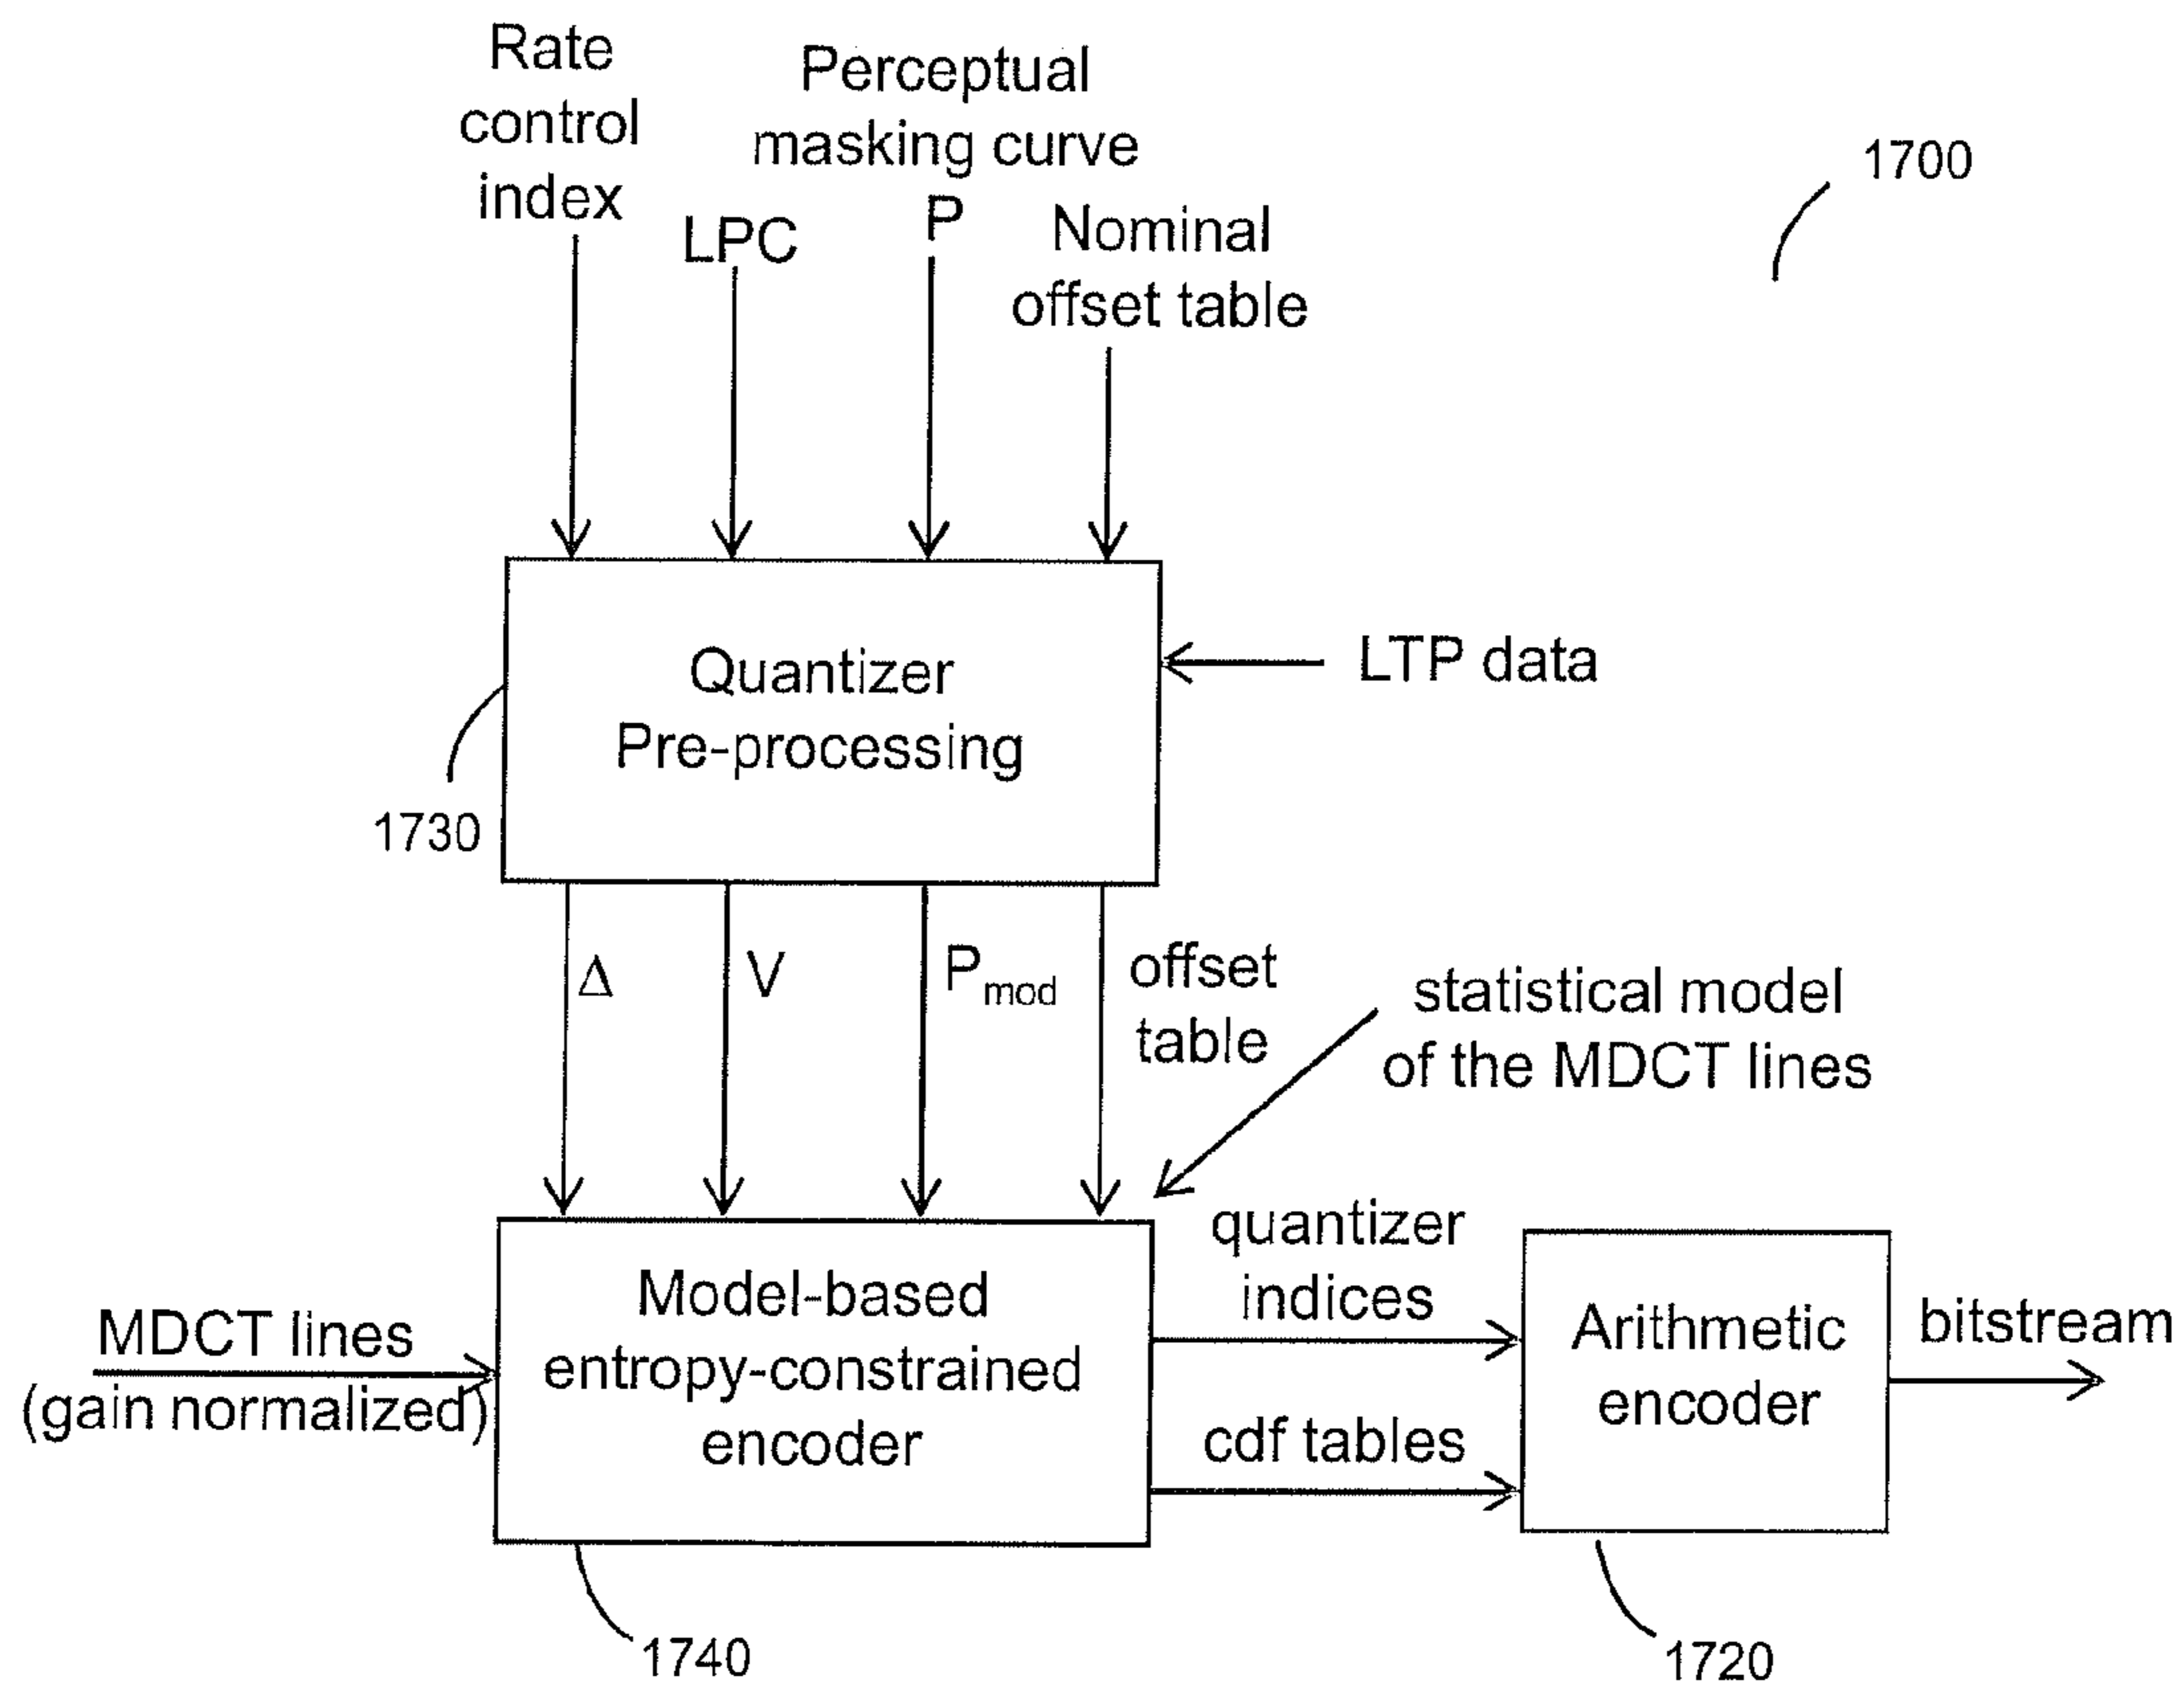 Rate
control
index
LPC
Perceptual
masking curve
P
Nominal
offset table
1700
Quantizer
Pre-processing
LTP data
1730
Δ
V
Pmod
offset
table
statistical model
of the MDCT lines
MDCT lines
(gain normalized)
Model-based
entropy-constrained
encoder
quantizer
indices
cdf tables
Arithmetic
encoder
bitstream
1740
1720